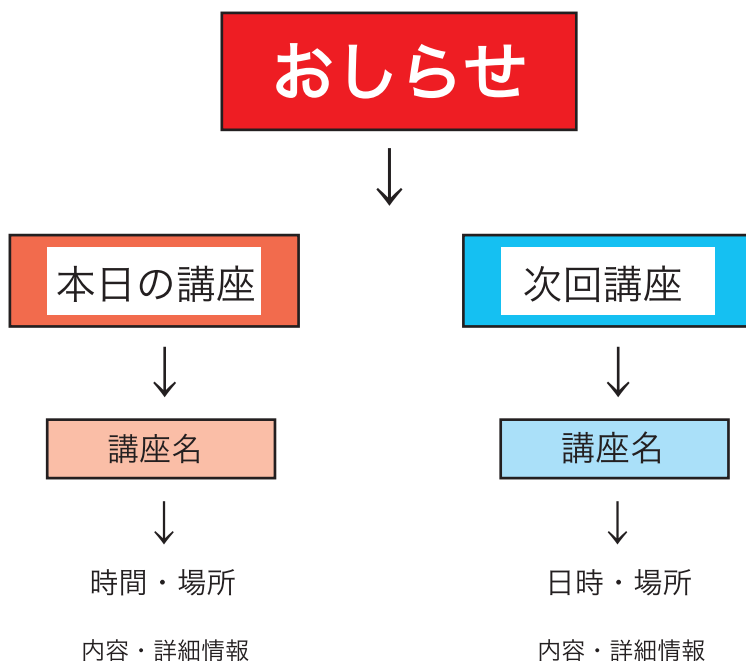 おしらせ
本日の講座
次回講座
講座名
講座名
時間・場所
日時・場所
内容・詳細情報
内容・詳細情報